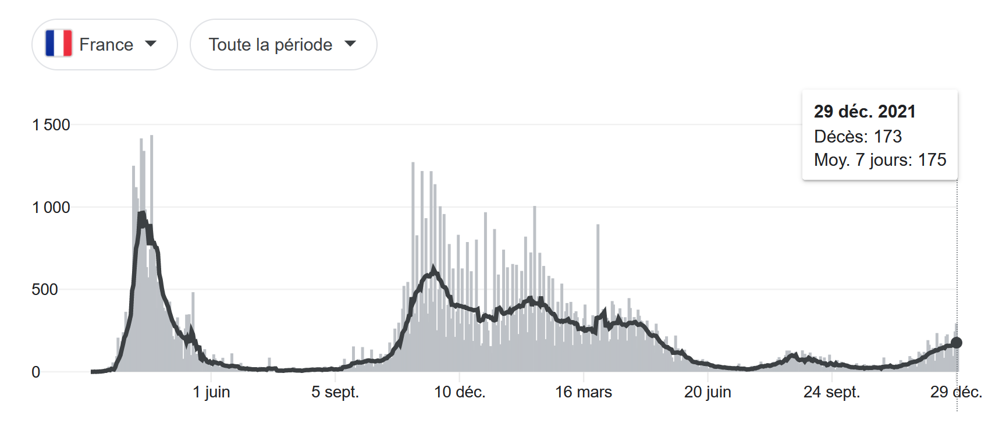 France
Toute la période
29 déc. 2021
Décès: 173
Moy. 7 jours: 175
1 500
1 000
500
0
1 juin
5 sept.
10 déc.
16 mars
20 juin
24 sept.
29 déc.